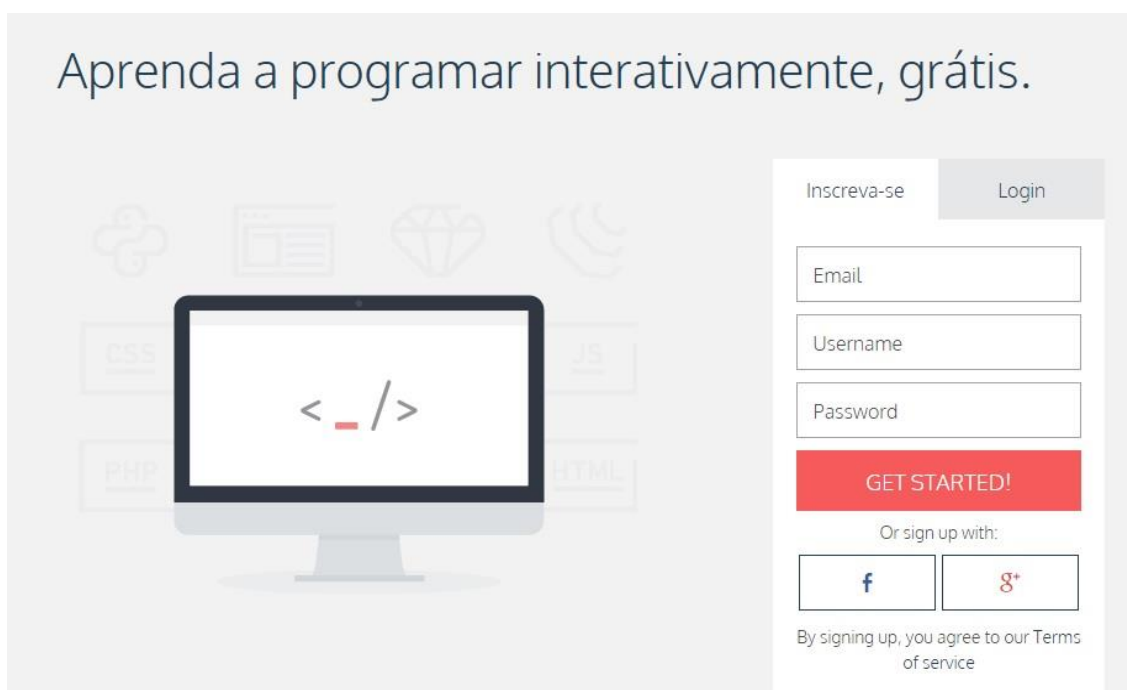 Aprenda a programar interativamente, grátis.
Inscreva-se
Login
CSS
JS
< _ />
PHP
HTML
Email
Username
Password
GET STARTED!
Or sign up with:
f
g+
By signing up, you agree to our Terms
of service